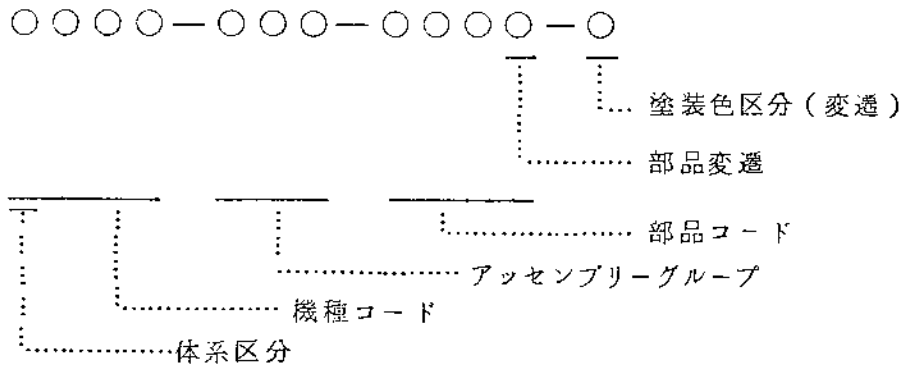 ○○○○－○○○－○○○○－○
塗装色区分(変遷)
部品変遷
部品コード
アッセンブリーグループ
機種コード
体系区分